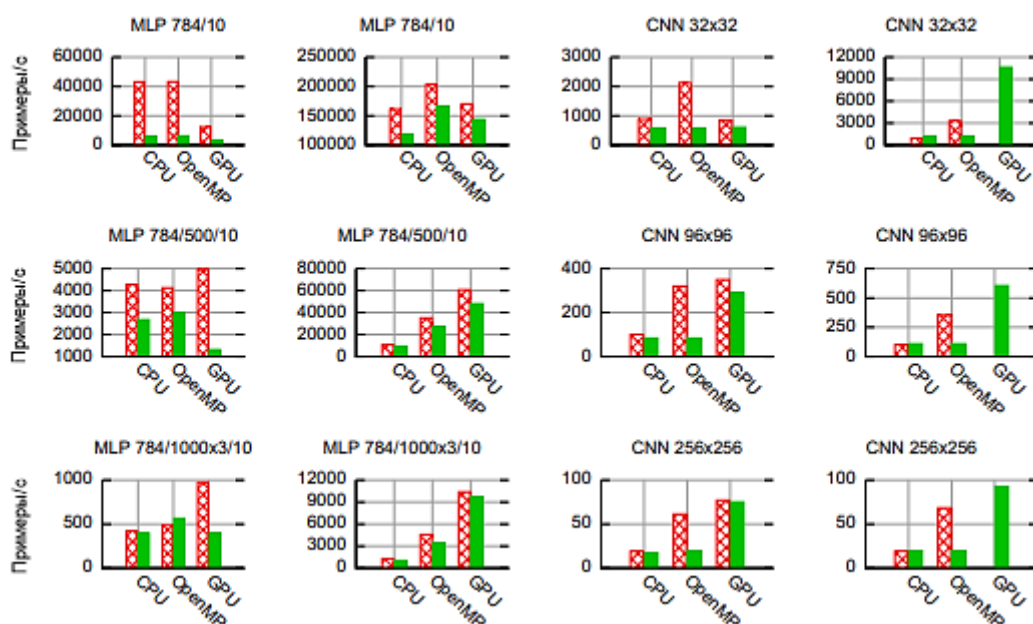 MLP 784/10
Примеры/с
60000
40000
20000
0
CPU
OpenMP
GPU
MLP 784/10
250000
200000
150000
100000
CPU
OpenMP
GPU
CNN 32x32
3000
2000
1000
0
CPU
OpenMP
GPU
CNN 32x32
12000
9000
6000
3000
0
CPU
OpenMP
GPU
MLP 784/500/10
Примеры/с
5000
4000
3000
2000
1000
CPU
OpenMP
GPU
MLP 784/500/10
80000
60000
40000
20000
0
CPU
OpenMP
GPU
CNN 96x96
400
200
0
CPU
OpenMP
GPU
CNN 96x96
750
500
250
0
CPU
OpenMP
GPU
MLP 784/1000x3/10
Примеры/с
1000
500
0
CPU
OpenMP
GPU
MLP 784/1000x3/10
12000
9000
6000
3000
0
CPU
OpenMP
GPU
CNN 256x256
100
50
0
CPU
OpenMP
GPU
CNN 256x256
100
50
0
CPU
OpenMP
GPU